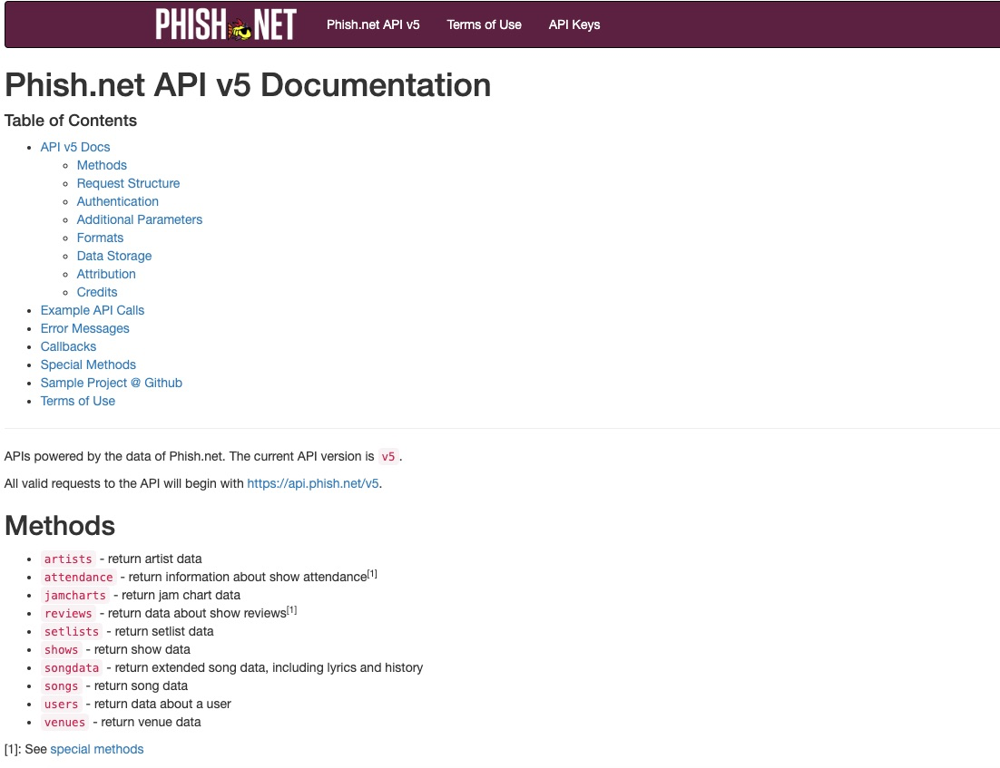 PHISH NET Phish.net API v5 Terms of Use API Keys
Phish.net API v5 Documentation
Table of Contents
API v5 Docs
Methods
Request Structure
Authentication
Additional Parameters
Formats
Data Storage
Attribution
Credits
Example API Calls
Error Messages
Callbacks
Special Methods
Sample Project @ Github
Terms of Use
APIs powered by the data of Phish.net. The current API version is v5.
All valid requests to the API will begin with https://api.phish.net/v5.
Methods
artists - return artist data
attendance - return information about show attendance[1]
jamcharts - return jam chart data
reviews - return data about show reviews[1]
setlists - return setlist data
shows - return show data
songdata - return extended song data, including lyrics and history
songs - return song data
users - return data about a user
venues - return venue data
[1]: See special methods